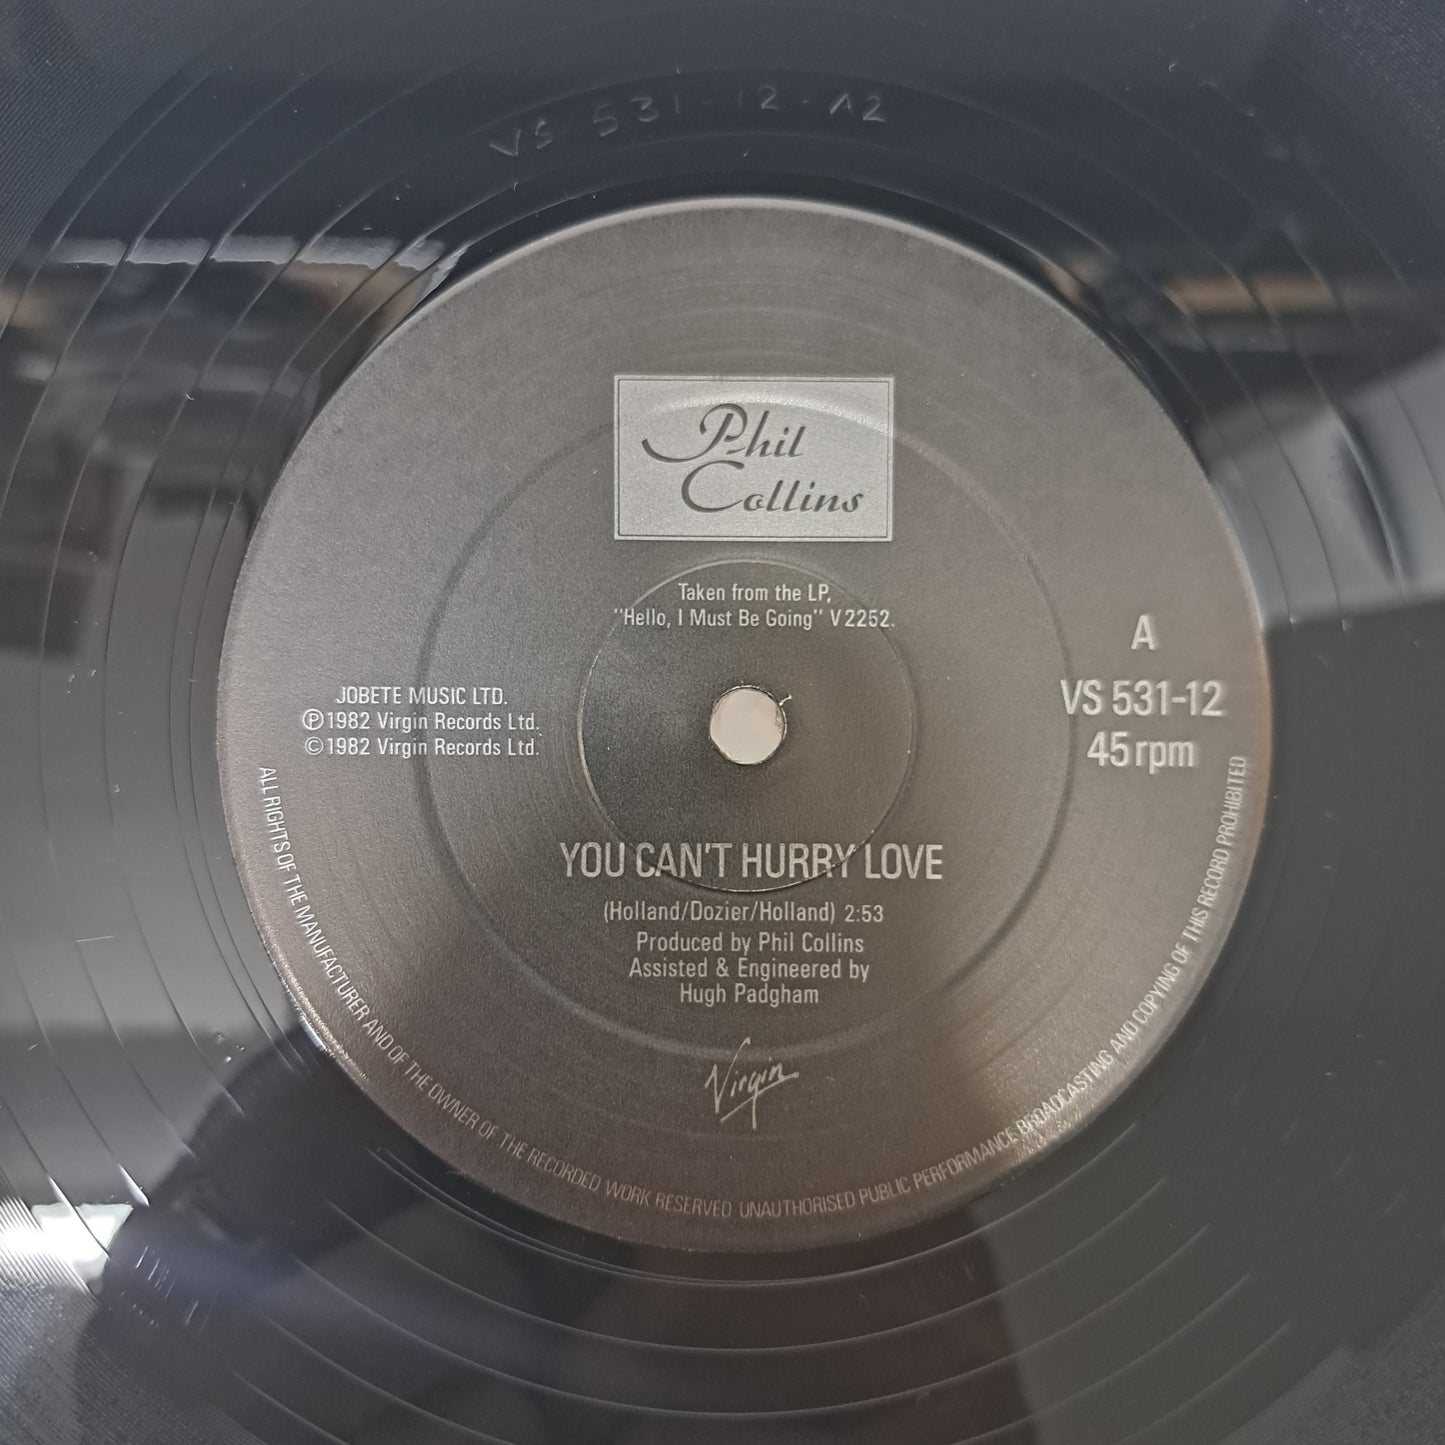 VS 531-12-A2
Phil
Collins
Taken from the LP,
"Hello, I Must Be Going" V 2252.
JOBETE MUSIC LTD.
Ⓟ1982 Virgin Records Ltd.
©1982 Virgin Records Ltd.
A
VS 531-12
45 rpm
YOU CAN'T HURRY LOVE
(Holland/Dozier/Holland) 2:53
Produced by Phil Collins
Assisted & Engineered by
Hugh Padgham
Virgin
ALL RIGHTS OF THE MANUFACTURER AND OF THE OWNER OF THE RECORDED WORK RESERVED UNAUTHORISED PUBLIC PERFORMANCE BROADCASTING AND COPYING OF THIS RECORD PROHIBITED